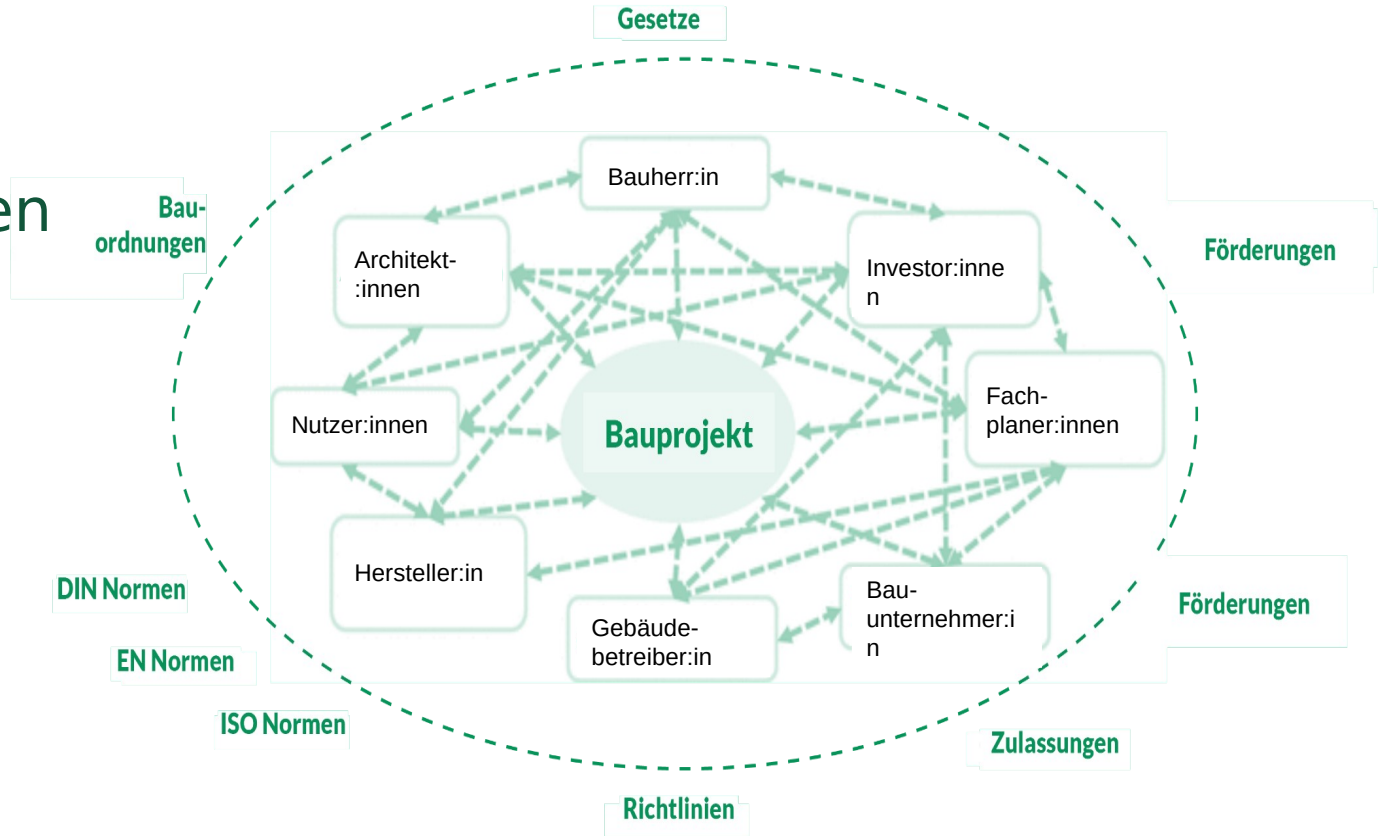 Gesetze
en
Bau-
ordnungen
Bauherr:in
Architekt-
:innen
Investor:inne
n
Förderungen
Nutzer:innen
Bauprojekt
Fach-
planer:innen
Hersteller:in
Gebäude-
betreiber:in
Bau-
unternehmer:i
n
DIN Normen
EN Normen
ISO Normen
Förderungen
Zulassungen
Richtlinien